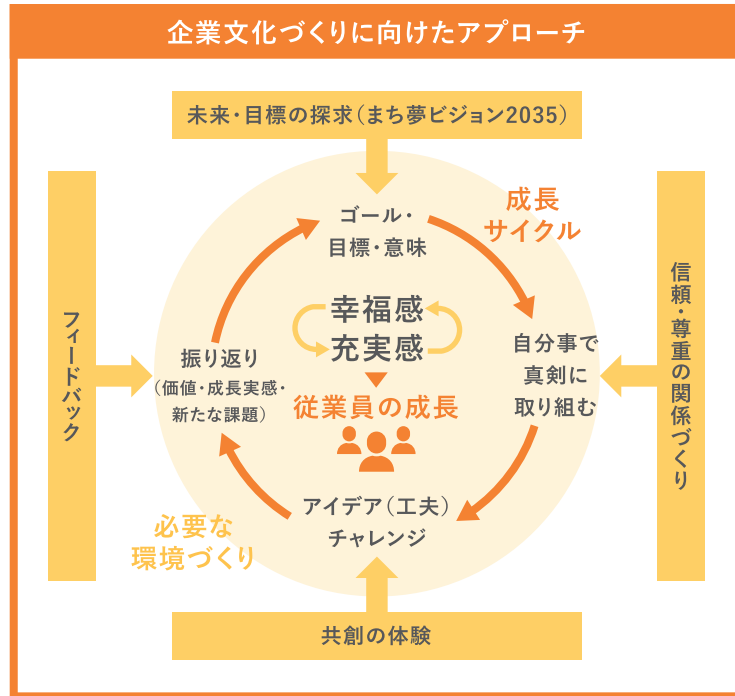 企業文化づくりに向けたアプローチ
未来・目標の探求（まち夢ビジョン2035）
成長
サイクル
ゴール・
目標・意味
幸福感
充実感
従業員の成長
自分事で
真剣に
取り組む
信頼・尊重の関係づくり
フィードバック
振り返り
（価値・成長実感・
新たな課題）
アイデア（工夫）
チャレンジ
必要な
環境づくり
共創の体験